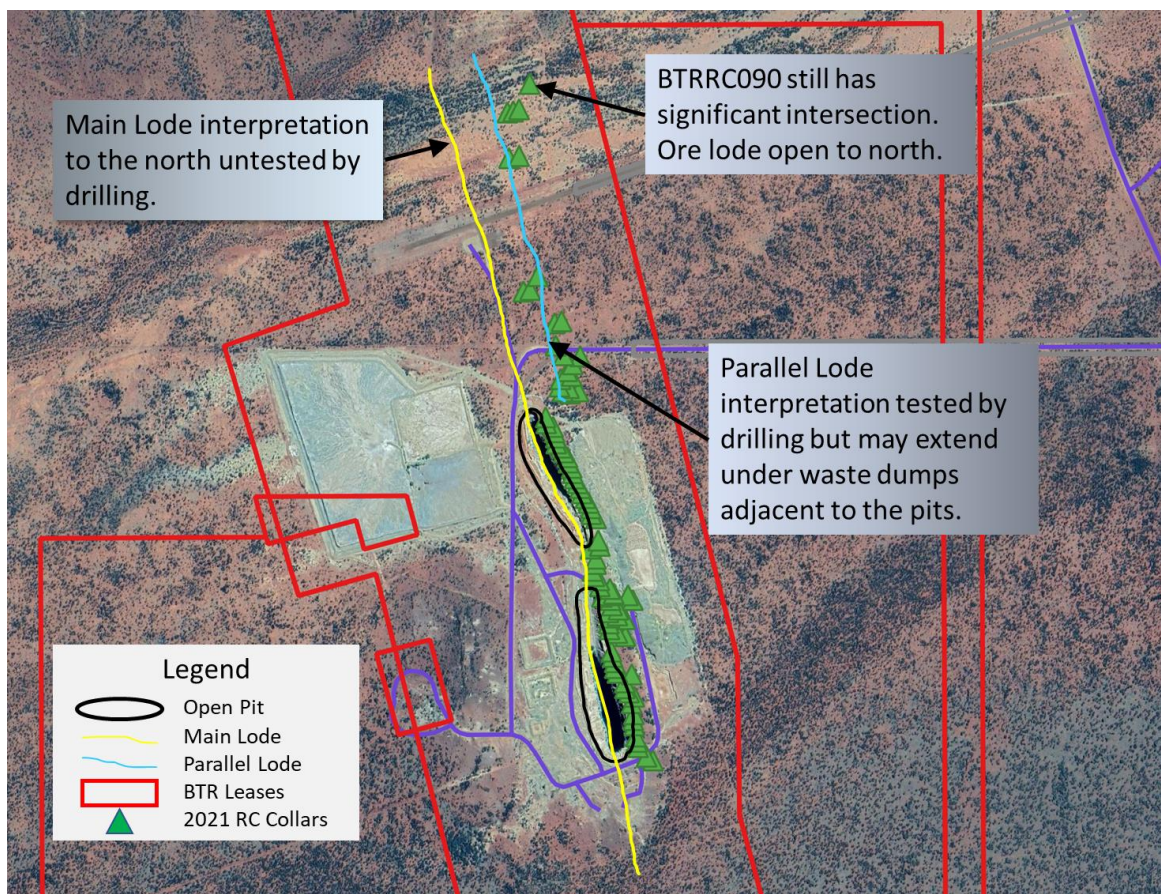 Main Lode interpretation
to the north untested by
drilling.
BTRRC090 still has
significant intersection.
Ore lode open to north.
Parallel Lode
interpretation tested by
drilling but may extend
under waste dumps
adjacent to the pits.
Legend
Open Pit
Main Lode
Parallel Lode
BTR Leases
2021 RC Collars